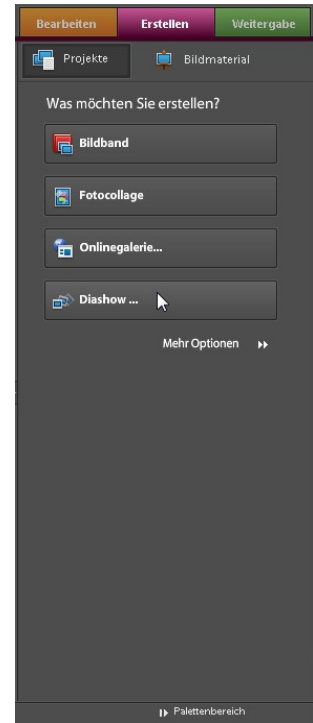 Bearbeiten Erstellen Weitergabe
Projekte Bildmaterial
Was möchten Sie erstellen?
Bildband
Fotocollage
Onlinegalerie...
Diashow ...
Mehr Optionen
Palettenbereich